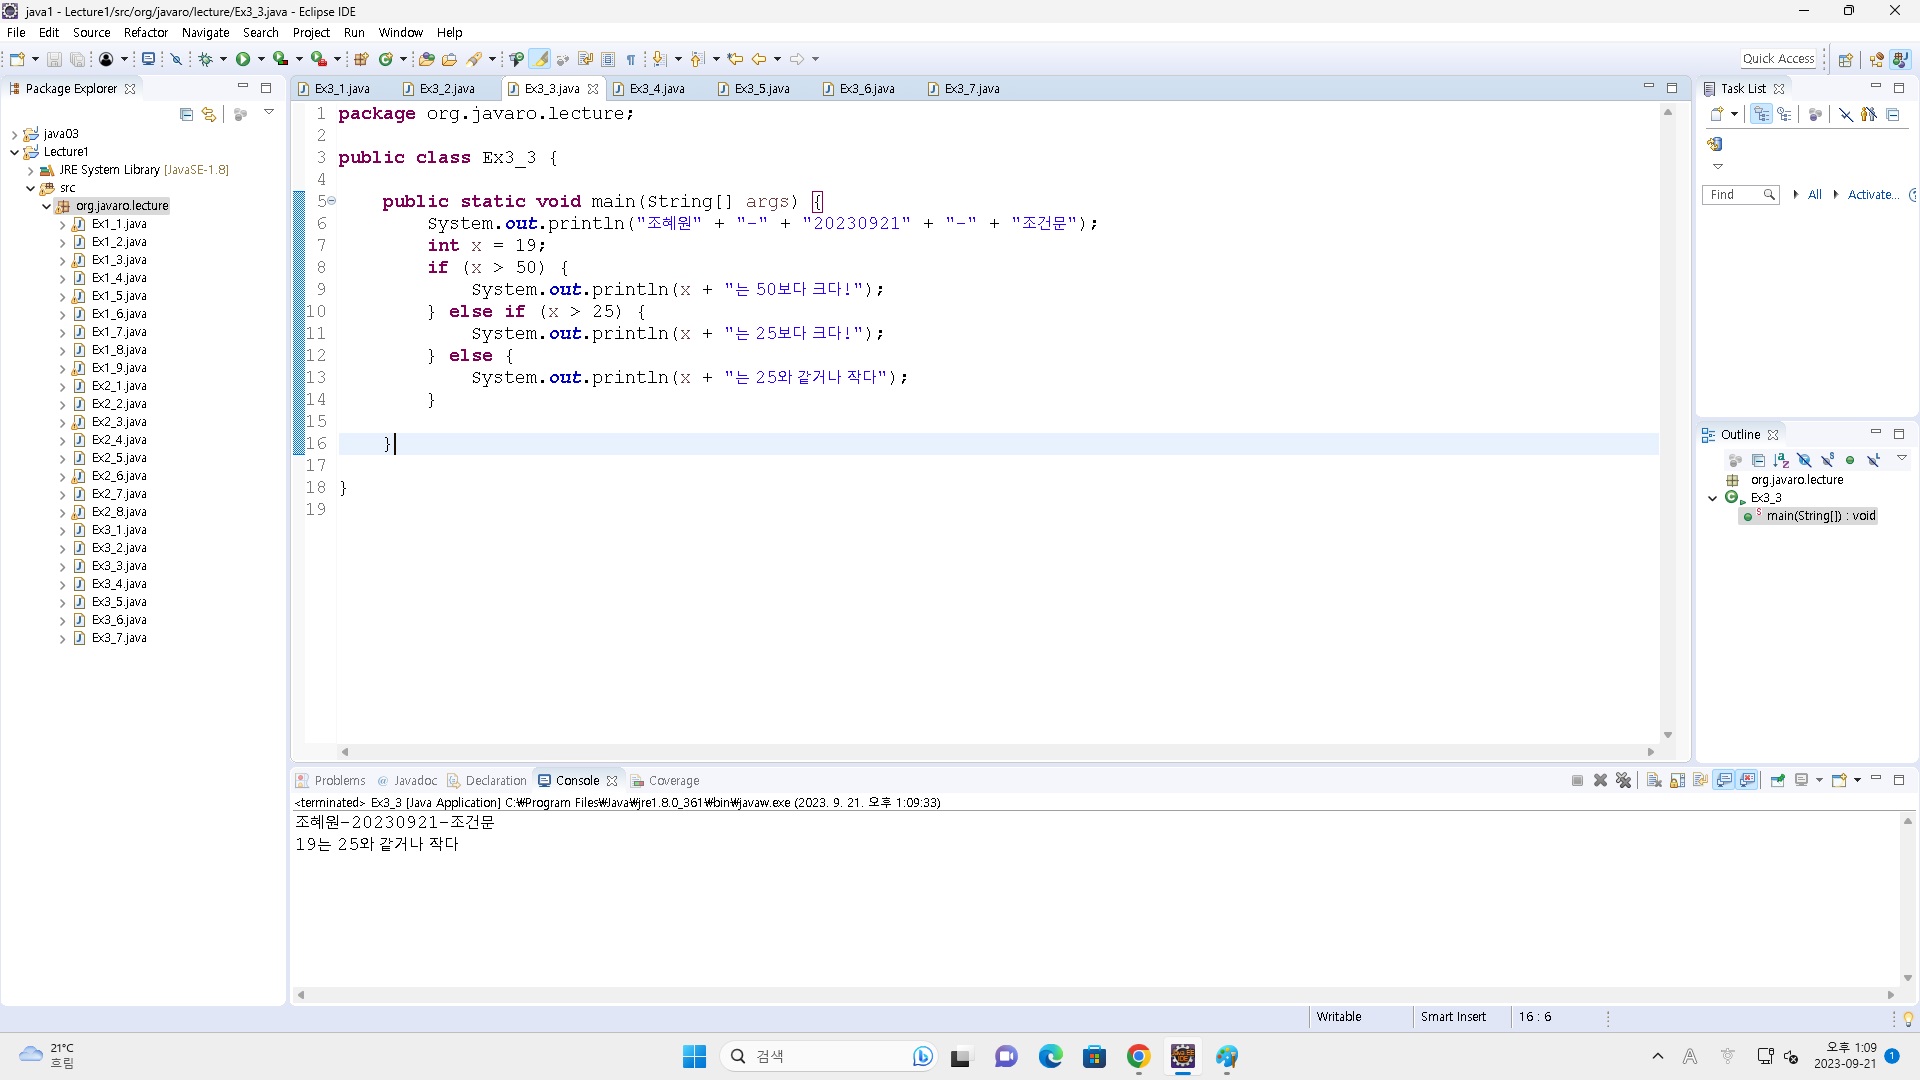 java1 - Lecture1/src/org/javaro/lecture/Ex3_3.java - Eclipse IDE
File Edit Source Refactor Navigate Search Project Run Window Help
Quick Access
Package Explorer
java03
Lecture1
JRE System Library [JavaSE-1.8]
src
org.javaro.lecture
Ex1_1.java
Ex1_2.java
Ex1_3.java
Ex1_4.java
Ex1_5.java
Ex1_6.java
Ex1_7.java
Ex1_8.java
Ex1_9.java
Ex2_1.java
Ex2_2.java
Ex2_3.java
Ex2_4.java
Ex2_5.java
Ex2_6.java
Ex2_7.java
Ex2_8.java
Ex3_1.java
Ex3_2.java
Ex3_3.java
Ex3_4.java
Ex3_5.java
Ex3_6.java
Ex3_7.java
Ex3_1.java Ex3_2.java Ex3_3.java Ex3_4.java Ex3_5.java Ex3_6.java Ex3_7.java
1 package org.javaro.lecture;
2
3 public class Ex3_3 {
4
5 public static void main(String[] args) {
6 System.out.println("조혜원" + "-" + "20230921" + "-" + "조건문");
7 int x = 19;
8 if (x > 50) {
9 System.out.println(x + "는 50보다 크다!");
10 } else if (x > 25) {
11 System.out.println(x + "는 25보다 크다!");
12 } else {
13 System.out.println(x + "는 25와 같거나 작다");
14 }
15
16 }
17
18 }
19
Task List
Find All Activate...
Outline
org.javaro.lecture
Ex3_3
main(String[]) : void
Problems Javadoc Declaration Console Coverage
<terminated> Ex3_3 [Java Application] C:₩Program Files₩Java₩jre1.8.0_361₩bin₩javaw.exe (2023. 9. 21. 오후 1:09:33)
조혜원-20230921-조건문
19는 25와 같거나 작다
Writable Smart Insert 16 : 6
21°C
흐림
검색
오후 1:09
2023-09-21
1